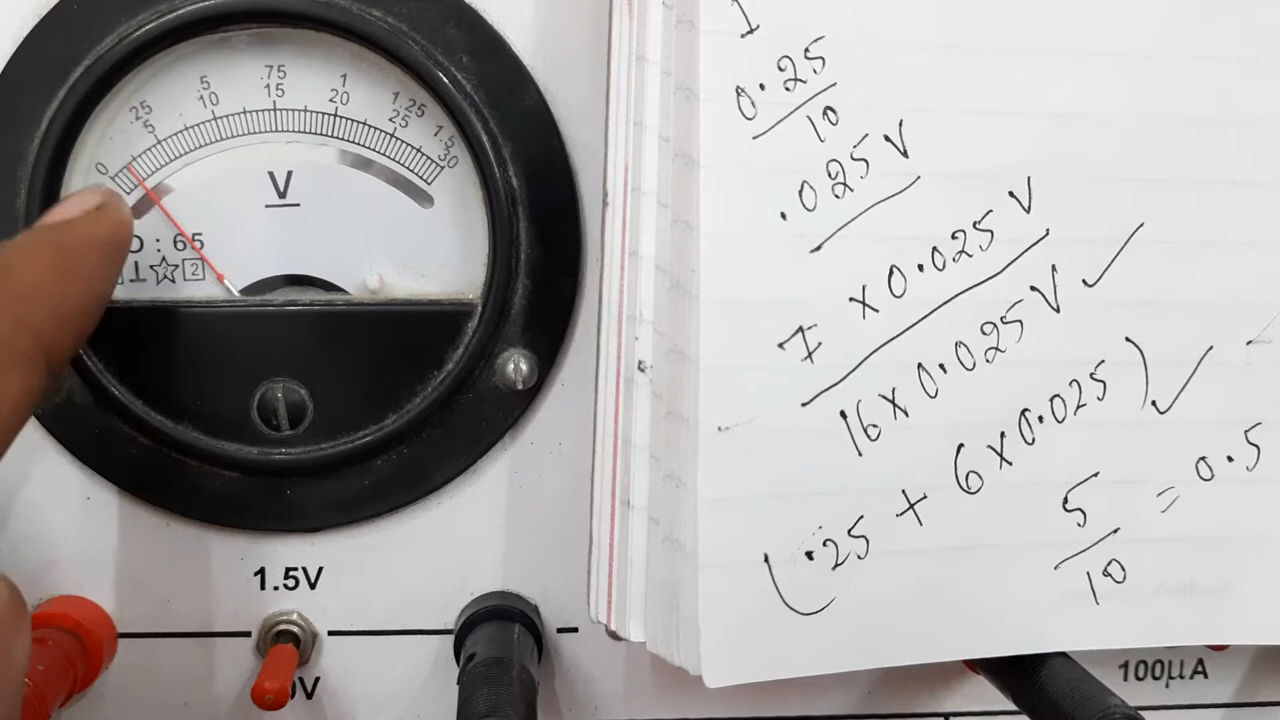 0 .25 .5 .75 1 1.25 1.5
5 10 15 20 25 30
V
: 65
2
1.5V
V
100µA
1
0.25
10
.025 V
7 x 0.025 V
16 x 0.025 V ✓
(.25 + 6 x 0.025) ✓
5
10
= 0.5